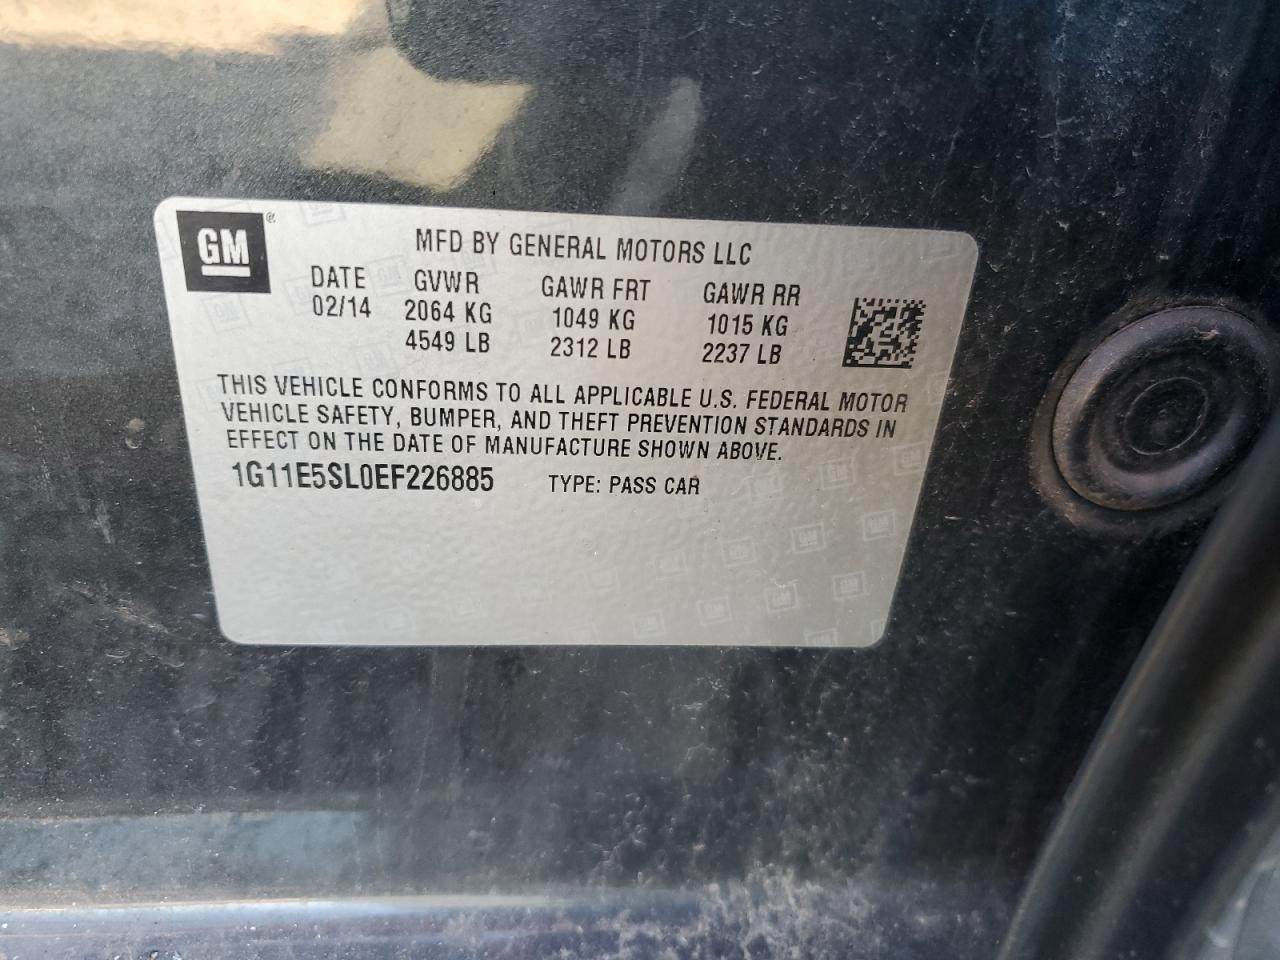 GM ®
MFD BY GENERAL MOTORS LLC
DATE GVWR GAWR FRT GAWR RR
02/14 2064 KG 1049 KG 1015 KG
4549 LB 2312 LB 2237 LB
THIS VEHICLE CONFORMS TO ALL APPLICABLE U.S. FEDERAL MOTOR
VEHICLE SAFETY, BUMPER, AND THEFT PREVENTION STANDARDS IN
EFFECT ON THE DATE OF MANUFACTURE SHOWN ABOVE.
1G11E5SL0EF226885 TYPE: PASS CAR